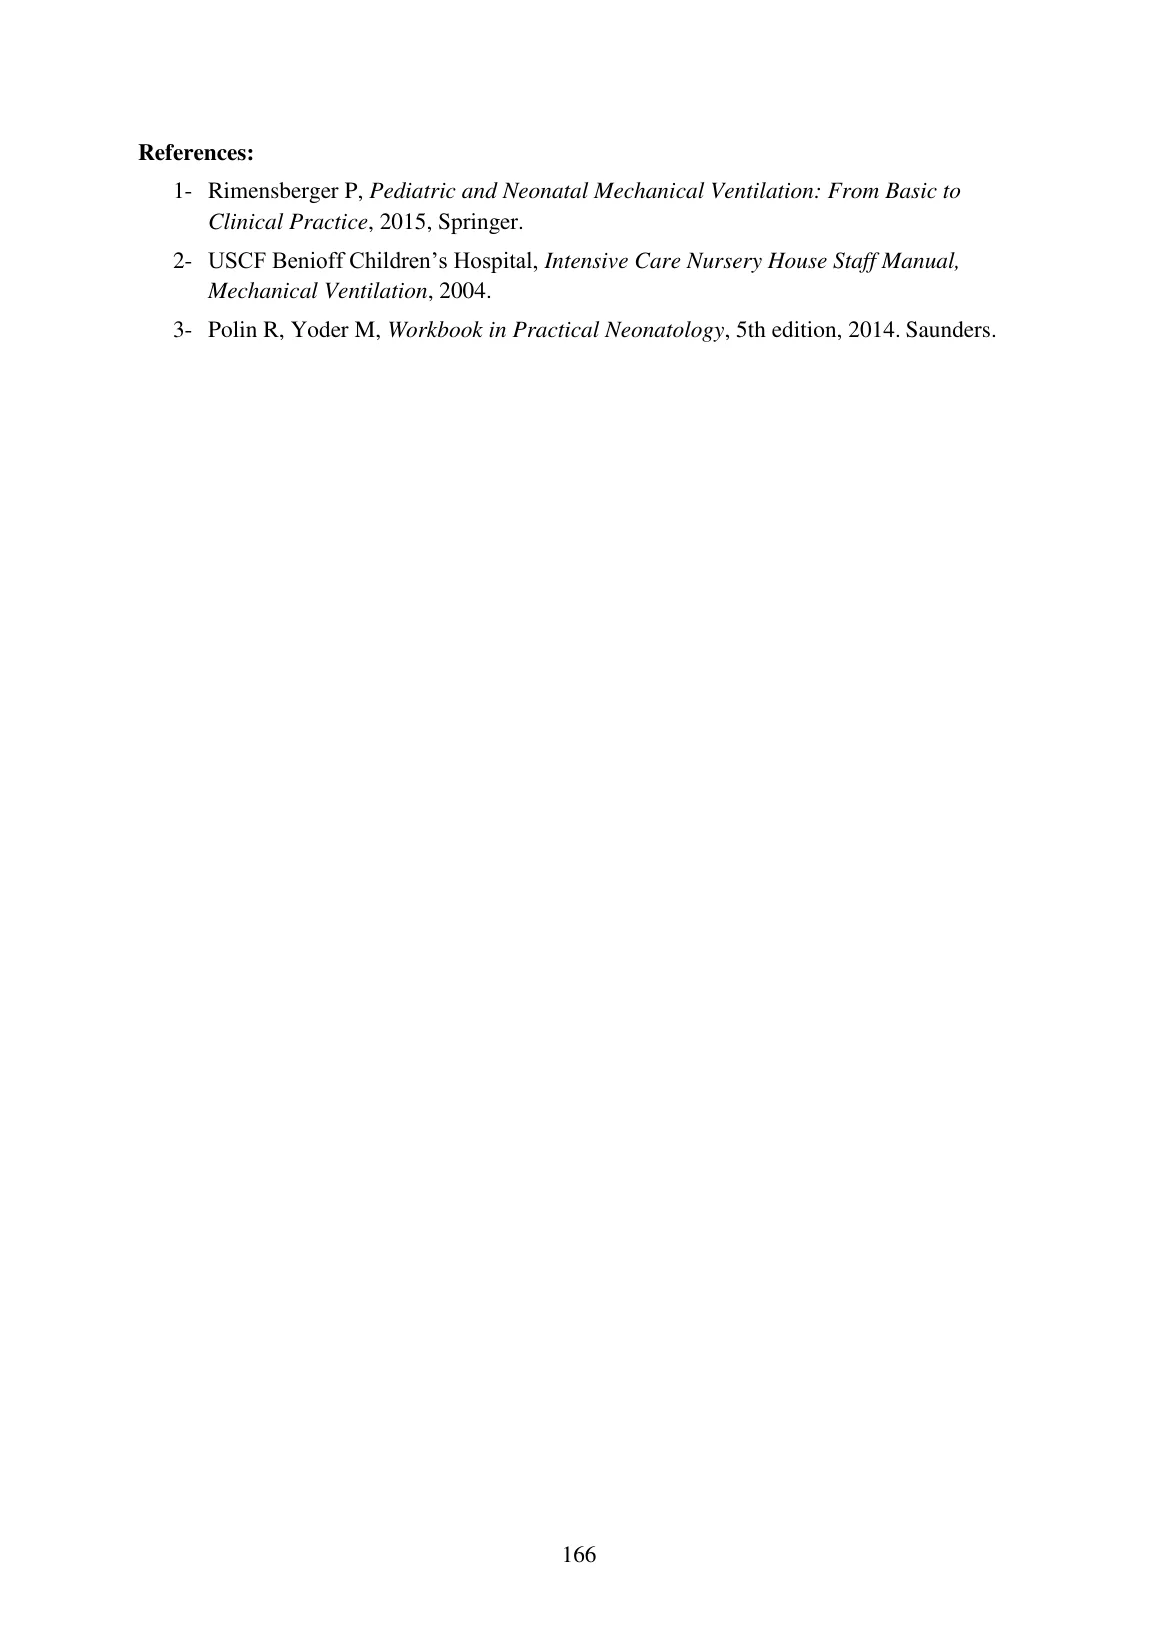 References:
1- Rimensberger P, Pediatric and Neonatal Mechanical Ventilation: From Basic to
Clinical Practice, 2015, Springer.
2- USCF Benioff Children’s Hospital, Intensive Care Nursery House Staff Manual,
Mechanical Ventilation, 2004.
3- Polin R, Yoder M, Workbook in Practical Neonatology, 5th edition, 2014. Saunders.
166